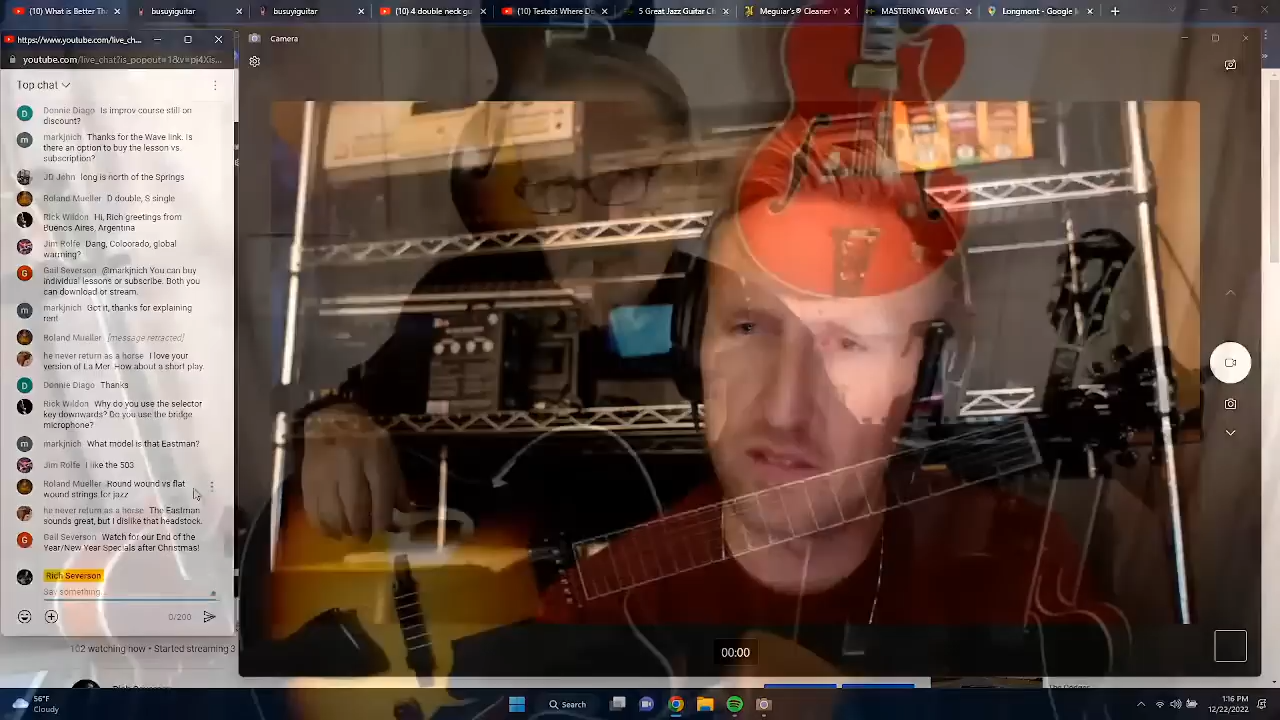 (10) What is BetterTha
busyuiguitar
busyuiguitar
(10) 4 double neck gu
(10) Tested: Where D
5 Great Jazz Guitar Cl
Meguiar's® Cleaner
MASTERING WAVE CO
Longmont - Google
https://www.youtube.com/live_ch...
youtube.com/live_chat?is_popout=1&v=p4Xis...
Camera
Top chat
Donnie Diago Is improv course still on
discount?
markjnich Thanks for the Wave link. Is
there an option to buy the lesson vs.
subscription?
JD John long is north of the Springs
Roland Mueller D double, S single
Rick Wildon Hi, Rich greetings from
Buenos Aires, Argentina
Jim Rolfe Dang, Colorado, global
warming?
Gail Severson @markjnich You can buy
individual lessons or subscribe. Both you
can download or stream.
markjnich Got it, thanks for explaining
Roland Mueller [message retracted]
he never return as a horse I love your
version of La Mer. How about a short play.
Donnie Diago Thanks
Rick Wildon Why do you use the selector
key downwards? Do you use the bridge
microphone?
markjnich What model is that Eastman?
Jim Rolfe I like the 503
Roland Mueller Round wound vs flat
wound strings for jazz
he never return as a horse The Eastman
sounds great, but I dislike that headstock.
Gail Severson Watch for our End of the
Year/New Year Specials after Christmas!
Rich Severson
Say something...
0/200
102 watching now • Started streaming 3
00:00
56°F
Cloudy
Search
1:16 PM
12/22/2022